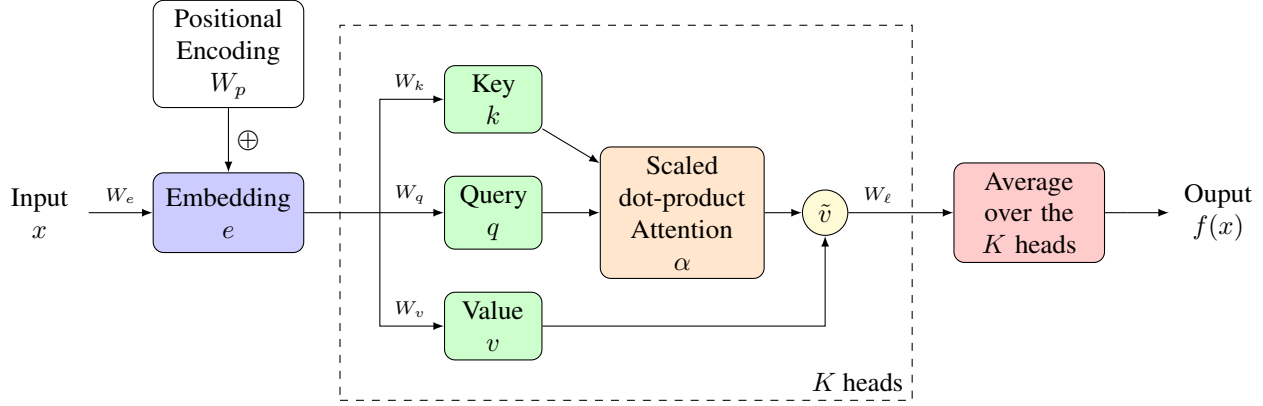 Positional
Encoding
W_p
⊕
Input
x
W_e
Embedding
e
W_k
Key
k
W_q
Query
q
W_v
Value
v
Scaled
dot-product
Attention
α
ṽ
W_ℓ
K heads
Average
over the
K heads
Ouput
f(x)